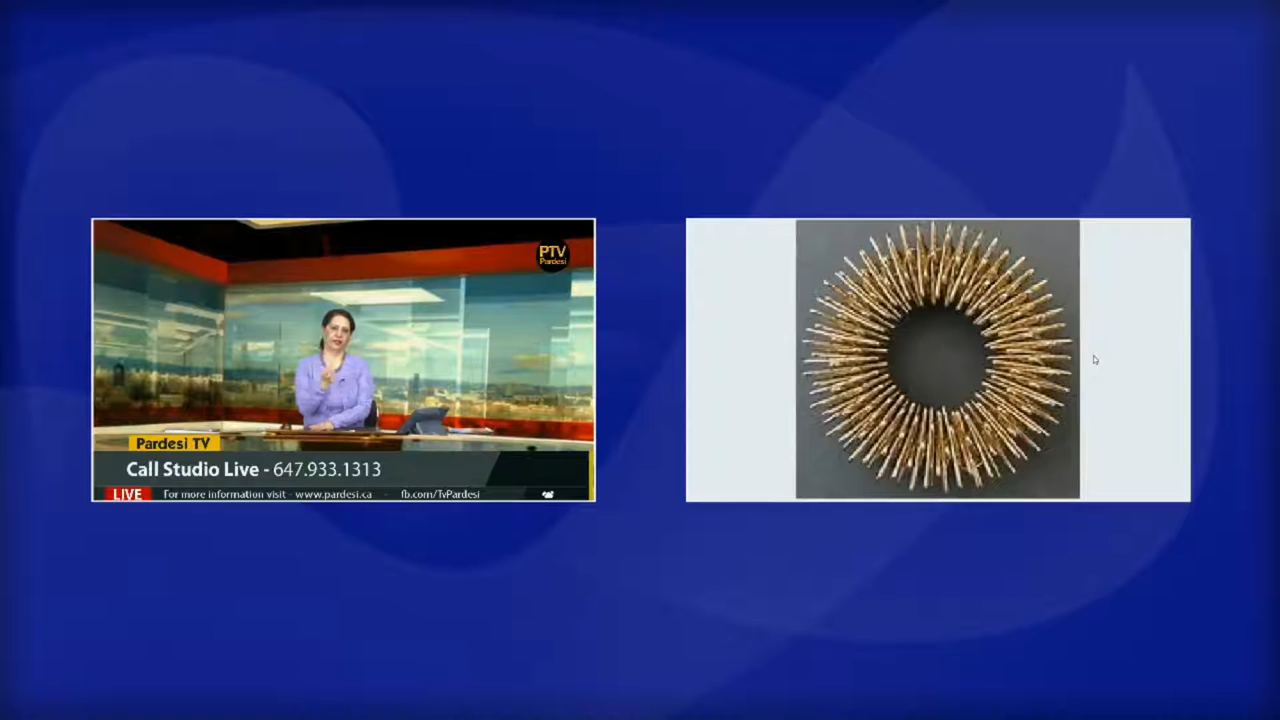 PTV
Pardesi
Pardesi TV
Call Studio Live - 647.933.1313
LIVE For more information visit - www.pardesi.ca - fb.com/TvPardesi